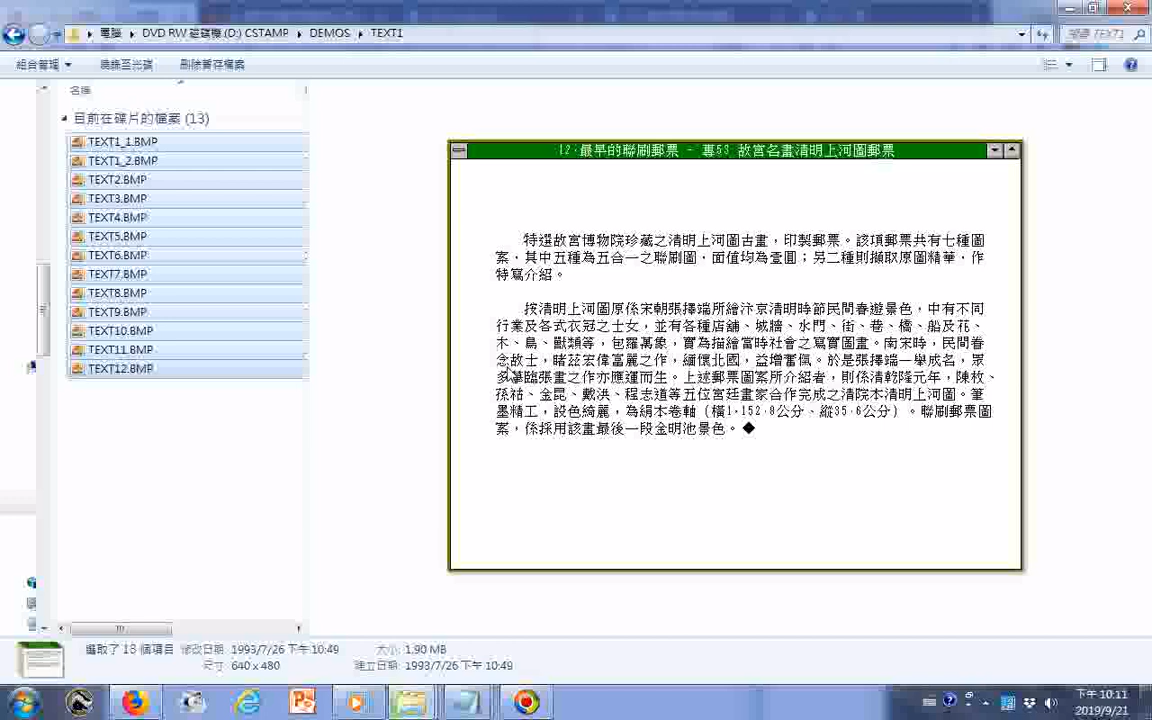 電腦 ▸ DVD RW 磁碟機 (D:) CSTAMP ▸ DEMOS ▸ TEXT1
搜尋 TEXT1
組合管理 ▼ 燒錄至光碟 刪除暫存檔案
名稱
目前在碟片的檔案 (13)
TEXT1_1.BMP
TEXT1_2.BMP
TEXT2.BMP
TEXT3.BMP
TEXT4.BMP
TEXT5.BMP
TEXT6.BMP
TEXT7.BMP
TEXT8.BMP
TEXT9.BMP
TEXT10.BMP
TEXT11.BMP
TEXT12.BMP
12.最早的聯刷郵票 - 專53 故宮名畫清明上河圖郵票
特選故宮博物院珍藏之清明上河圖古畫，印製郵票。該項郵票共有七種圖
案．其中五種為五合一之聯刷圖．面值均為壹圓；另二種則擷取原圖精華．作
特寫介紹。
按清明上河圖原係宋朝張擇端所繪汴京清明時節民間春遊景色，中有不同
行業及各式衣冠之士女，並有各種店舖、城牆、水門、街、巷、橋、船及花、
木、鳥、獸類等，包羅萬象，實為描繪當時社會之寫實圖畫。南宋時，民間眷
念故士，睹茲宏偉富麗之作，緬懷北國，益增奮佩。於是張擇端一舉成名，眾
多摹臨張畫之作亦應運而生。上述郵票圖案所介紹者，則係清乾隆元年，陳枚、
孫祜、金昆、戴洪、程志道等五位宮廷畫家合作完成之清院本清明上河圖。筆
墨精工，設色綺麗，為絹本卷軸（橫1,152.8公分、縱35.6公分）。聯刷郵票圖
案，係採用該畫最後一段金明池景色。◆
選取了 13 個項目 修改日期: 1993/7/26 下午 10:49 大小: 1.90 MB
尺寸: 640 x 480 建立日期: 1993/7/26 下午 10:49
下午 10:11
2019/9/21